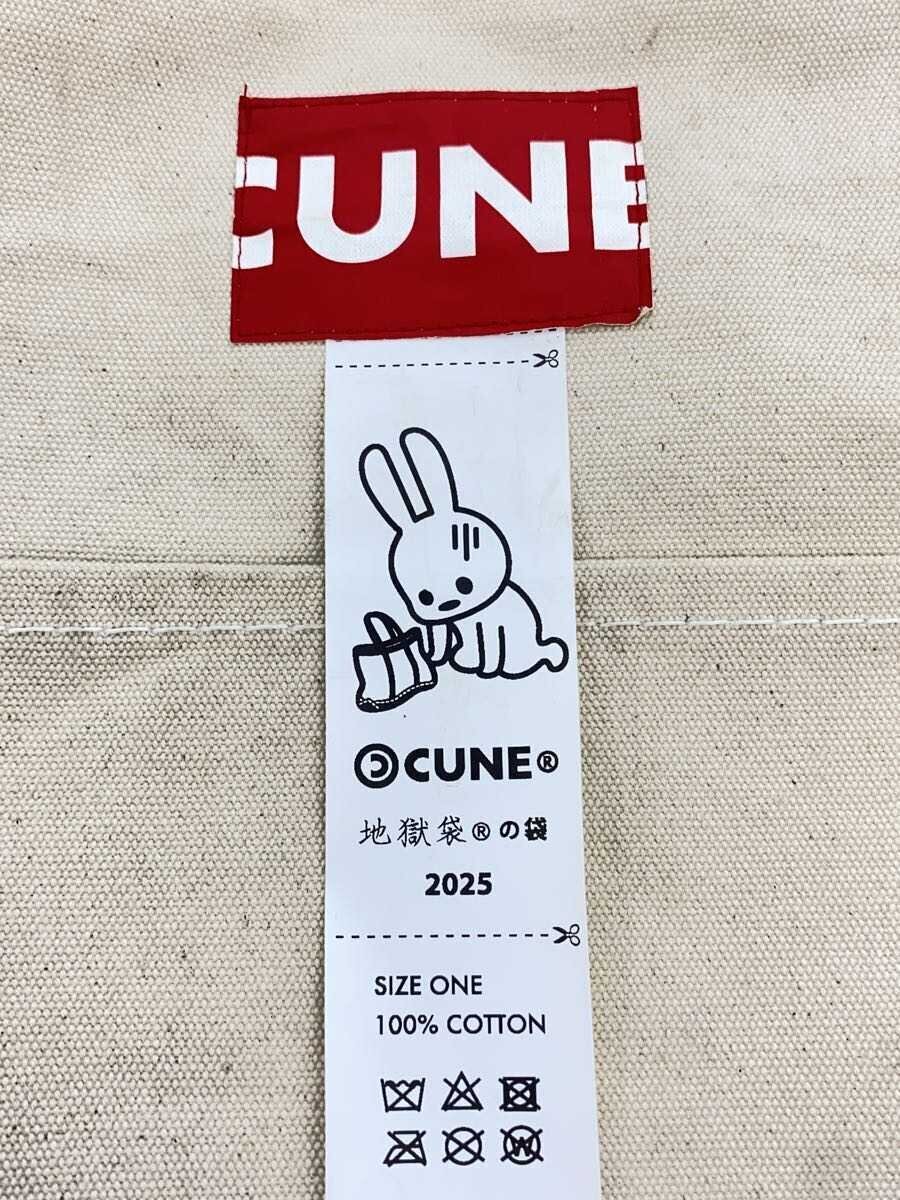 CUNE
CUNE®
地獄袋®の袋
2025
SIZE ONE
100% COTTON
W